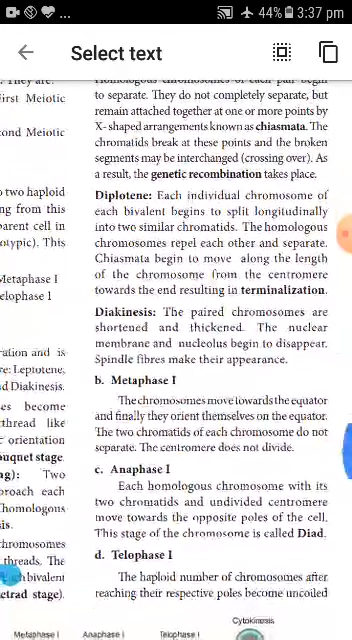 44% 3:37 pm
Select text
. They are:
First Meiotic
ond Meiotic
o two haploid
ng from this
parent cell in
otypic). This
Metaphase I
elophase I
ration and is
e: Leptotene,
d Diakinesis.
es become
thread like
orientation
uquet stage.
ng): Two
oroach each
Homologous
sis.
hromosomes
threads. The
bivalent
etrad stage).
Homologous chromosomes of each pair begin
to separate. They do not completely separate, but
remain attached together at one or more points by
X- shaped arrangements known as chiasmata. The
chromatids break at these points and the broken
segments may be interchanged (crossing over). As
a result, the genetic recombination takes place.
Diplotene: Each individual chromosome of
each bivalent begins to split longitudinally
into two similar chromatids. The homologous
chromosomes repel each other and separate.
Chiasmata begin to move along the length
of the chromosome from the centromere
towards the end resulting in terminalization.
Diakinesis: The paired chromosomes are
shortened and thickened. The nuclear
membrane and nucleolus begin to disappear.
Spindle fibres make their appearance.
b. Metaphase I
The chromosomes move towards the equator
and finally they orient themselves on the equator.
The two chromatids of each chromosome do not
separate. The centromere does not divide.
c. Anaphase I
Each homologous chromosome with its
two chromatids and undivided centromere
move towards the opposite poles of the cell.
This stage of the chromosome is called Diad.
d. Telophase I
The haploid number of chromosomes after
reaching their respective poles become uncoiled
Cytokinesis
Metaphase I Anaphase I Telophase I